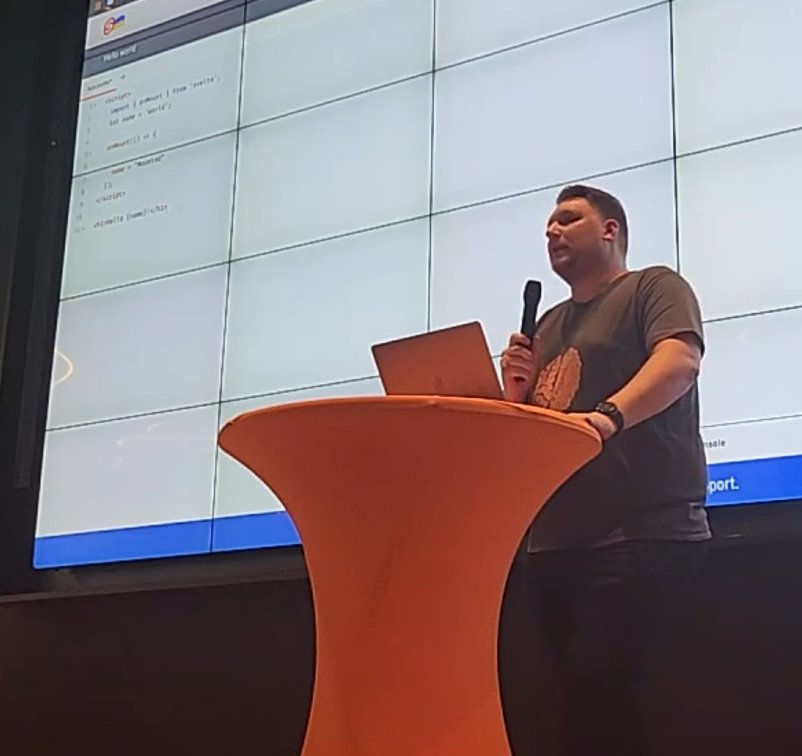 Hello world
<script>
import { onMount } from 'svelte';
let name = 'world';
onMount(() => {
name = "Mounted"
});
</script>
<h1>Hello {name}!</h1>
nsole
port.